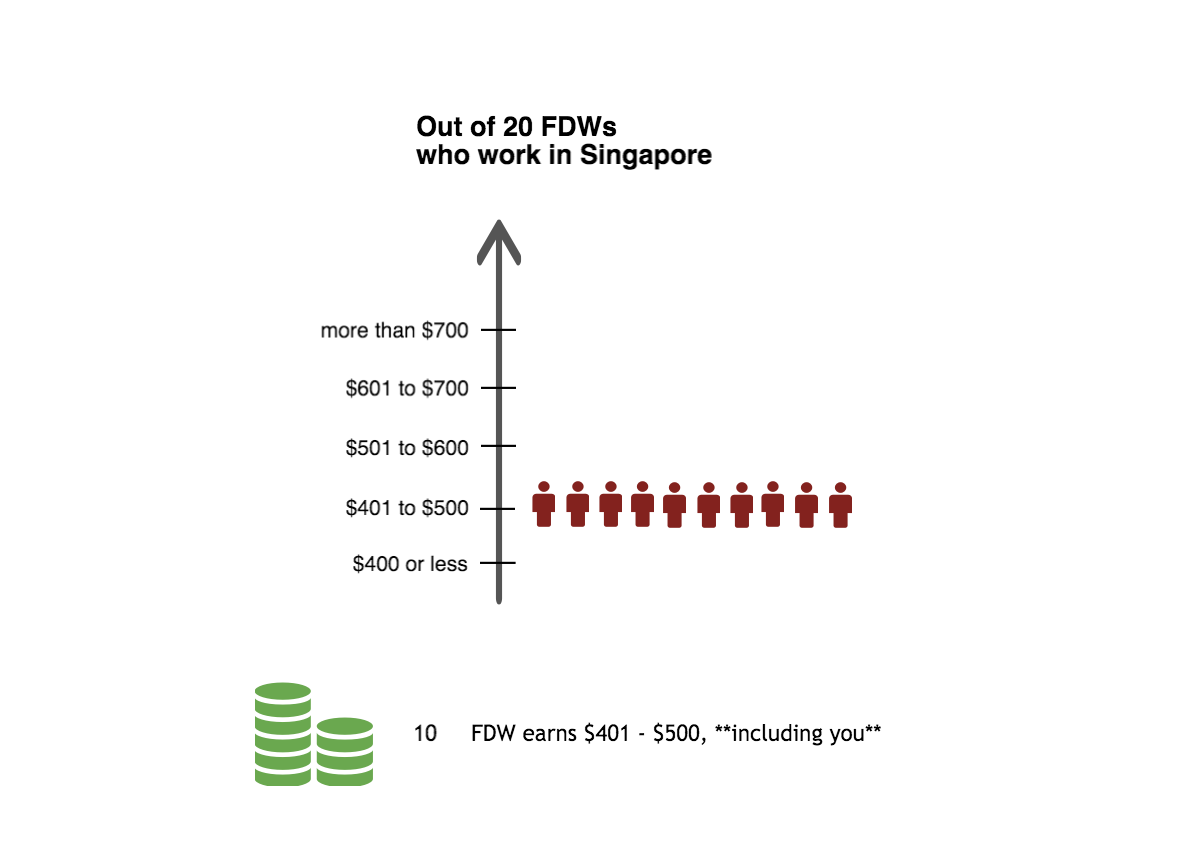 Out of 20 FDWs
who work in Singapore
more than $700
$601 to $700
$501 to $600
$401 to $500
$400 or less
10 FDW earns $401 - $500, **including you**